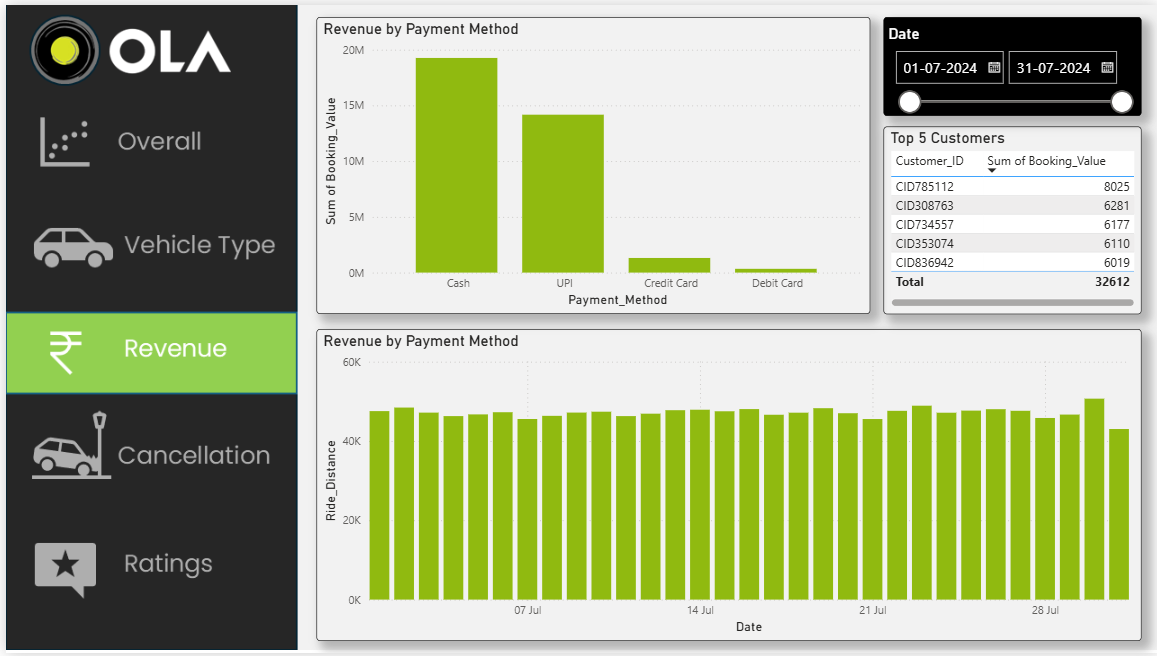 OLA
Overall
Vehicle Type
₹ Revenue
Cancellation
Ratings
Revenue by Payment Method
Sum of Booking_Value
20M
15M
10M
5M
0M
Cash UPI Credit Card Debit Card
Payment_Method
Date
01-07-2024 31-07-2024
Top 5 Customers
Customer_ID Sum of Booking_Value
CID785112 8025
CID308763 6281
CID734557 6177
CID353074 6110
CID836942 6019
Total 32612
Revenue by Payment Method
Ride_Distance
60K
40K
20K
0K
07 Jul 14 Jul 21 Jul 28 Jul
Date